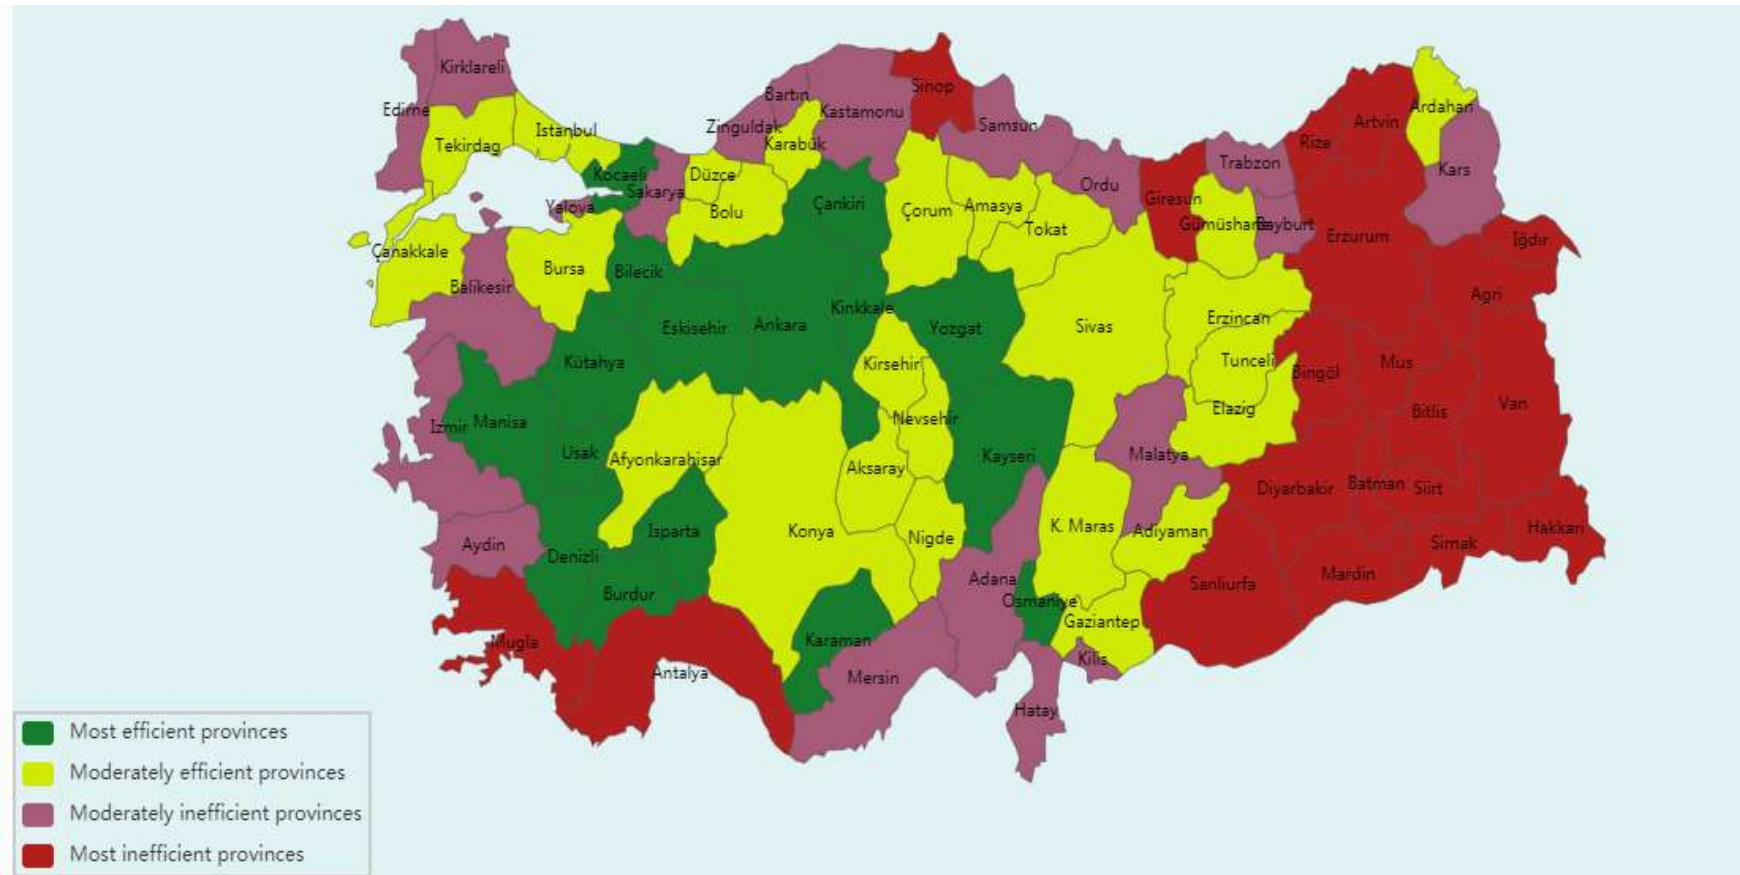 Kirklareli
Edirne
Tekirdag
Istanbul
Kocaeli
Sakarya
Yalova
Düzce
Bolu
Zinguldak
Bartın
Karabük
Kastamonu
Sinop
Samsun
Ordu
Giresun
Trabzon
Rize
Artvin
Ardahan
Kars
Çankiri
Çorum
Amasya
Tokat
Gümüshane
Bayburt
Erzurum
Iğdır
Agri
Çanakkale
Balikesir
Bursa
Bilecik
Eskisehir
Ankara
Kinkkale
Yozgat
Sivas
Erzincan
Tunceli
Bingöl
Mus
Bitlis
Van
Kütahya
Kirsehir
Nevsehir
Elazig
Izmir
Manisa
Usak
Afyonkarahisar
Aksaray
Kayseri
Malatya
Diyarbakir
Batman
Siirt
Hakkari
Sirnak
Mardin
Sanlıurfa
Adiyaman
K. Maras
Nigde
Konya
Isparta
Aydin
Denizli
Burdur
Adana
Osmaniye
Gaziantep
Mugla
Antalya
Karaman
Mersin
Kilis
Hatay
Most efficient provinces
Moderately efficient provinces
Moderately inefficient provinces
Most inefficient provinces